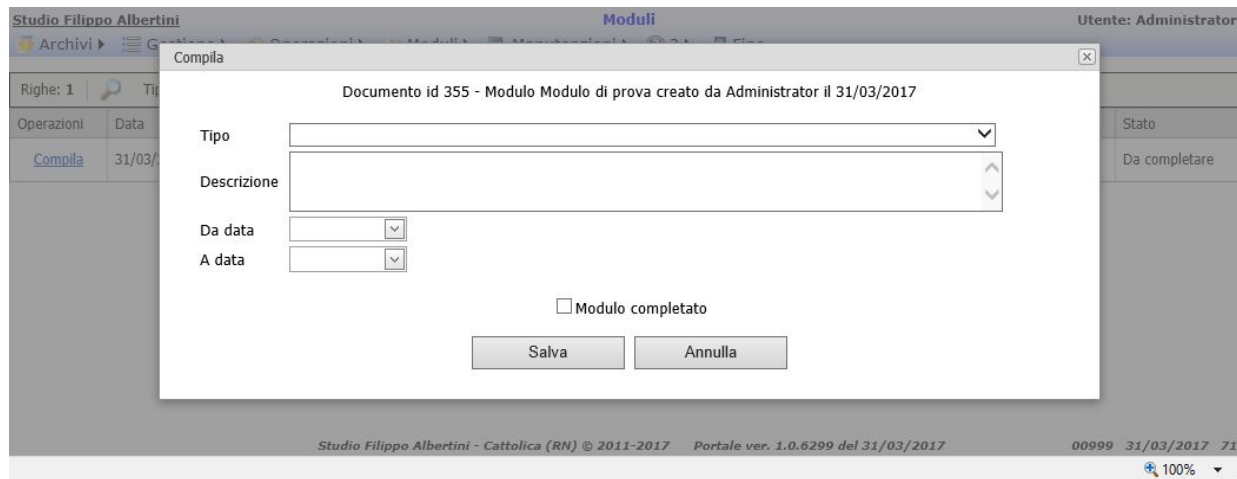 Studio Filippo Albertini Moduli Utente: Administrator
Archivi
Compila
Righe: 1
Documento id 355 - Modulo Modulo di prova creato da Administrator il 31/03/2017
Operazioni Data Stato
Tipo
Compila 31/03/ Da completare
Descrizione
Da data
A data
Modulo completato
Salva Annulla
Studio Filippo Albertini - Cattolica (RN) © 2011-2017 Portale ver. 1.0.6299 del 31/03/2017 00999 31/03/2017 71
100%